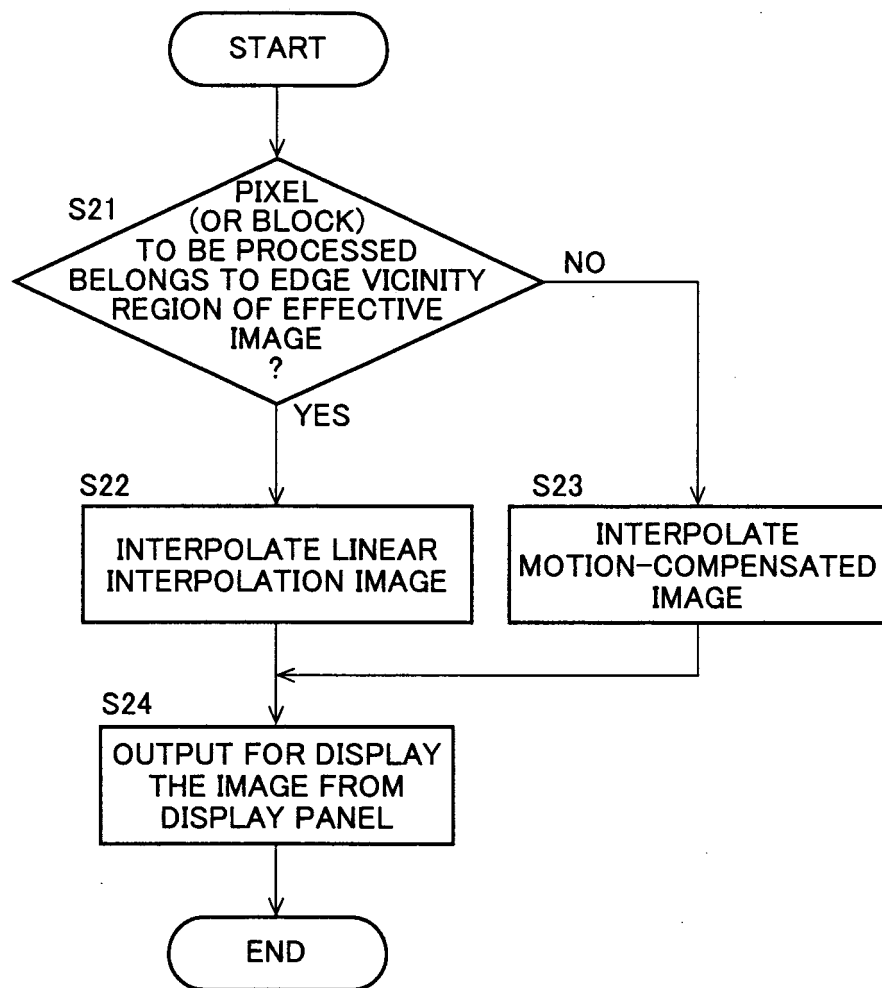 START
S21
PIXEL
(OR BLOCK)
TO BE PROCESSED
BELONGS TO EDGE VICINITY
REGION OF EFFECTIVE
IMAGE
?
NO
YES
S22
INTERPOLATE LINEAR
INTERPOLATION IMAGE
S23
INTERPOLATE
MOTION-COMPENSATED
IMAGE
S24
OUTPUT FOR DISPLAY
THE IMAGE FROM
DISPLAY PANEL
END